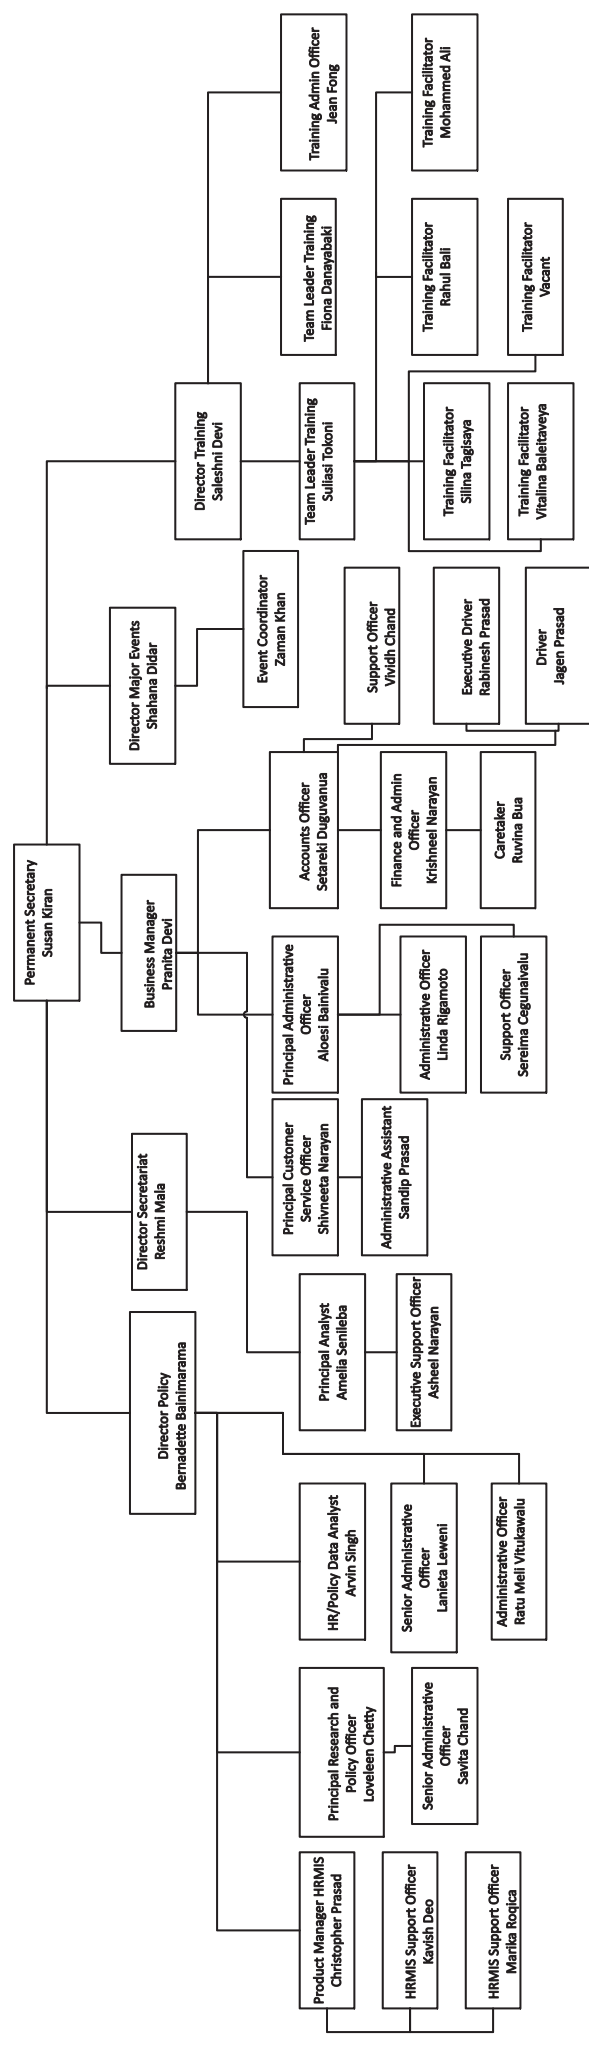 Permanent Secretary
Susan Kiran
Director Policy
Bernadette Bainimarama
Director Secretariat
Reshmi Mala
Business Manager
Pranita Devi
Director Major Events
Shahana Didar
Director Training
Saleshni Devi
Product Manager HRMIS
Christopher Prasad
HRMIS Support Officer
Kavish Deo
HRMIS Support Officer
Marika Roqica
Principal Research and
Policy Officer
Loveleen Chetty
Senior Administrative
Officer
Savita Chand
HR/Policy Data Analyst
Arvin Singh
Senior Administrative
Officer
Lanieta Leweni
Administrative Officer
Ratu Meli Vitukawalu
Principal Analyst
Amelia Senileba
Executive Support Officer
Asheel Narayan
Principal Customer
Service Officer
Shivneeta Narayan
Administrative Assistant
Sandip Prasad
Principal Administrative
Officer
Aloesi Bainivalu
Administrative Officer
Linda Rigamoto
Support Officer
Sereima Cegunaivalu
Accounts Officer
Setareki Duguvanua
Finance and Admin
Officer
Krishneel Narayan
Caretaker
Ruvina Bua
Support Officer
Vividh Chand
Executive Driver
Rabinesh Prasad
Driver
Jagen Prasad
Event Coordinator
Zaman Khan
Team Leader Training
Suliasi Tokoni
Team Leader Training
Fiona Danayabaki
Training Admin Officer
Jean Fong
Training Facilitator
Silina Tagisaya
Training Facilitator
Vitalina Baleitaveya
Training Facilitator
Rahul Bali
Training Facilitator
Vacant
Training Facilitator
Mohammed Ali